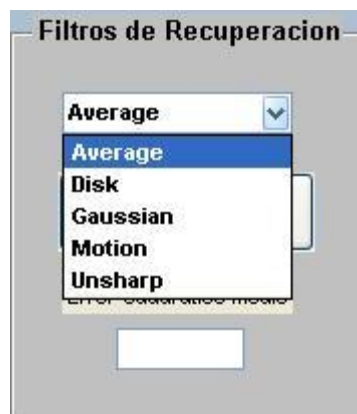 Filtros de Recuperacion
Average
Average
Disk
Gaussian
Motion
Unsharp